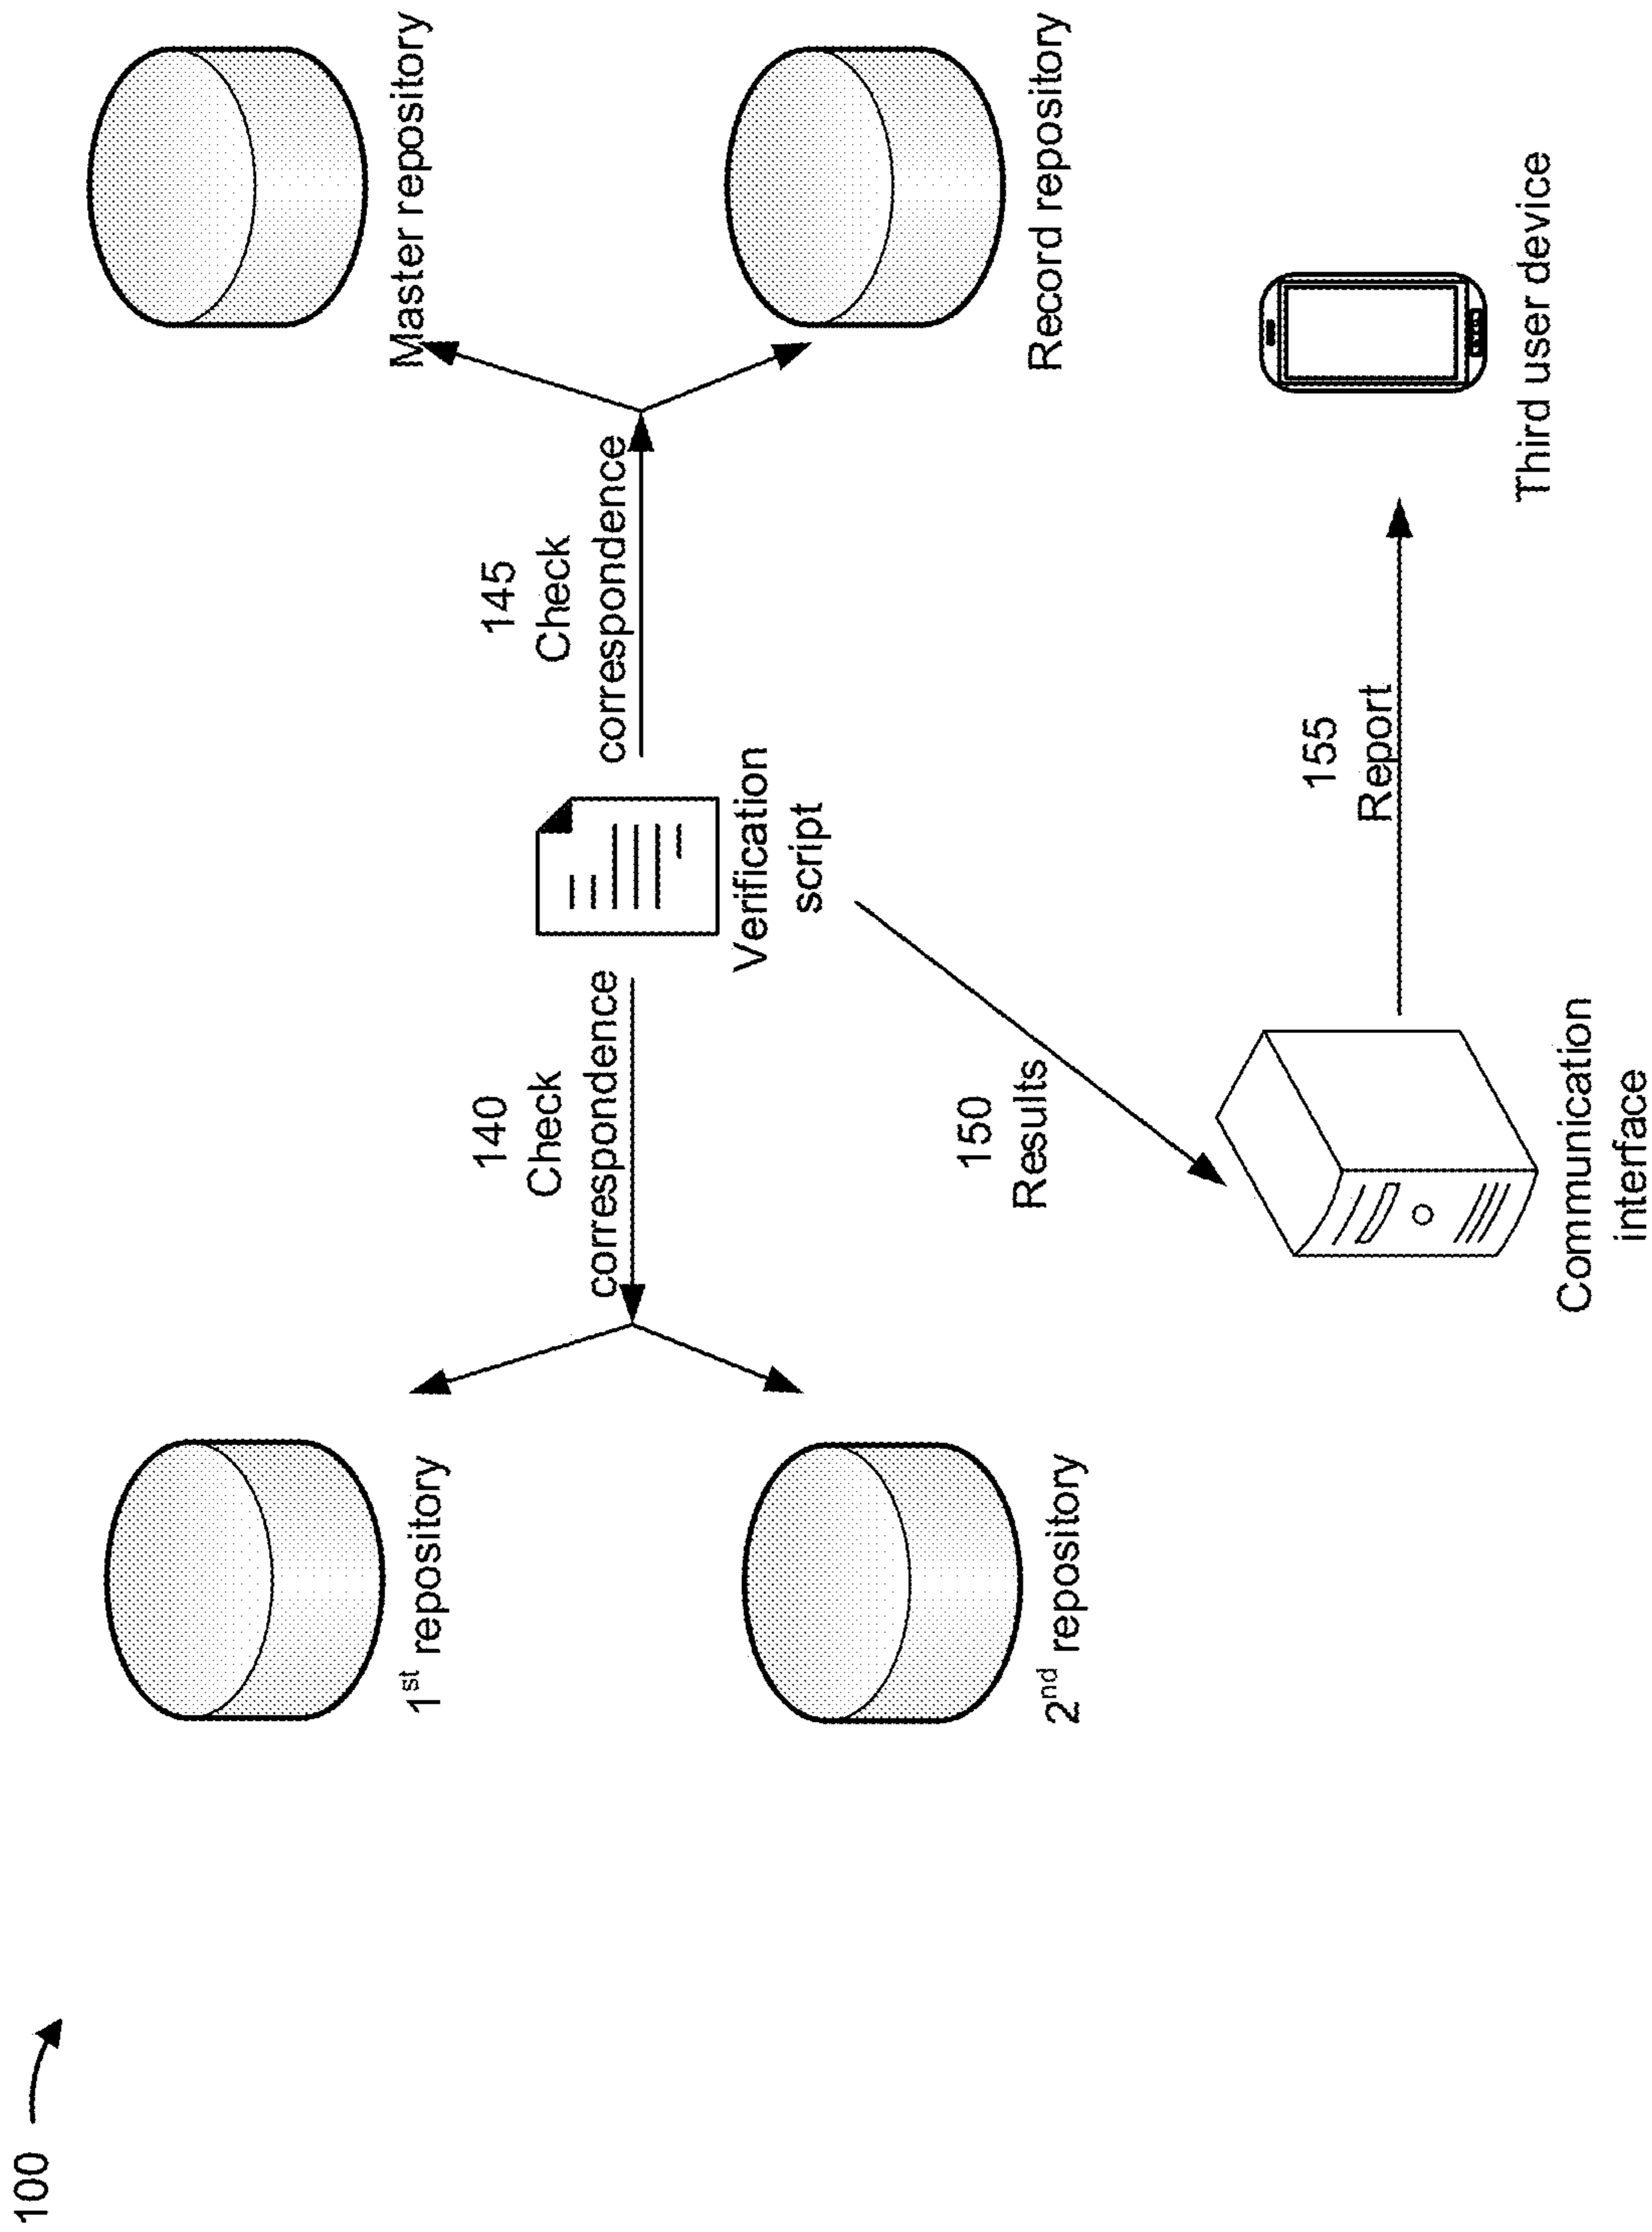 100
140
Check
correspondence
145
Check
correspondence
1st repository
Master repository
Verification
script
2nd repository
Record repository
150
Results
155
Report
Communication
interface
Third user device